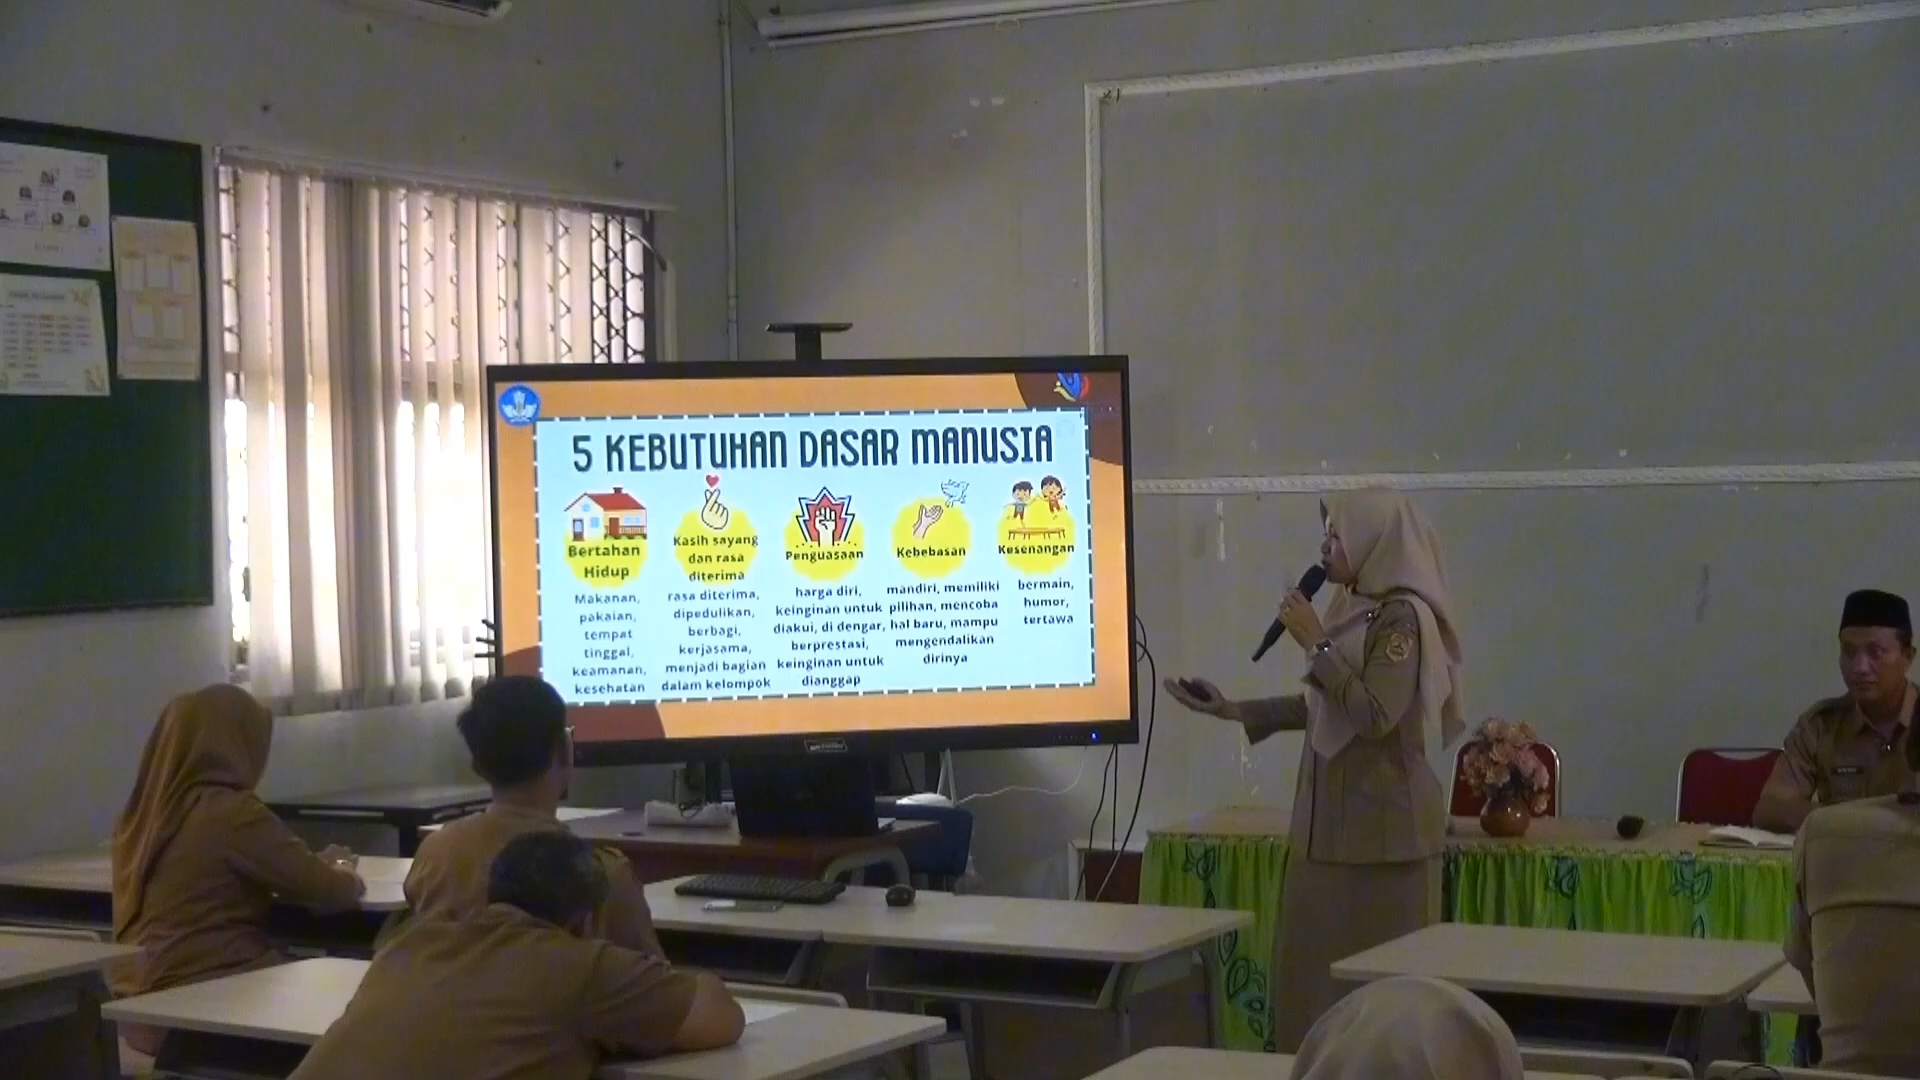 5 KEBUTUHAN DASAR MANUSIA
Bertahan
Hidup
Makanan,
pakaian,
tempat
tinggal,
keamanan,
kesehatan
Kasih sayang
dan rasa
diterima
rasa diterima,
dipedulikan,
berbagi,
kerjasama,
menjadi bagian
dalam kelompok
Penguasaan
harga diri,
keinginan untuk
diakui, di dengar,
berprestasi,
keinginan untuk
dianggap
Kebebasan
mandiri, memiliki
pilihan, mencoba
hal baru, mampu
mengendalikan
dirinya
Kesenangan
bermain,
humor,
tertawa